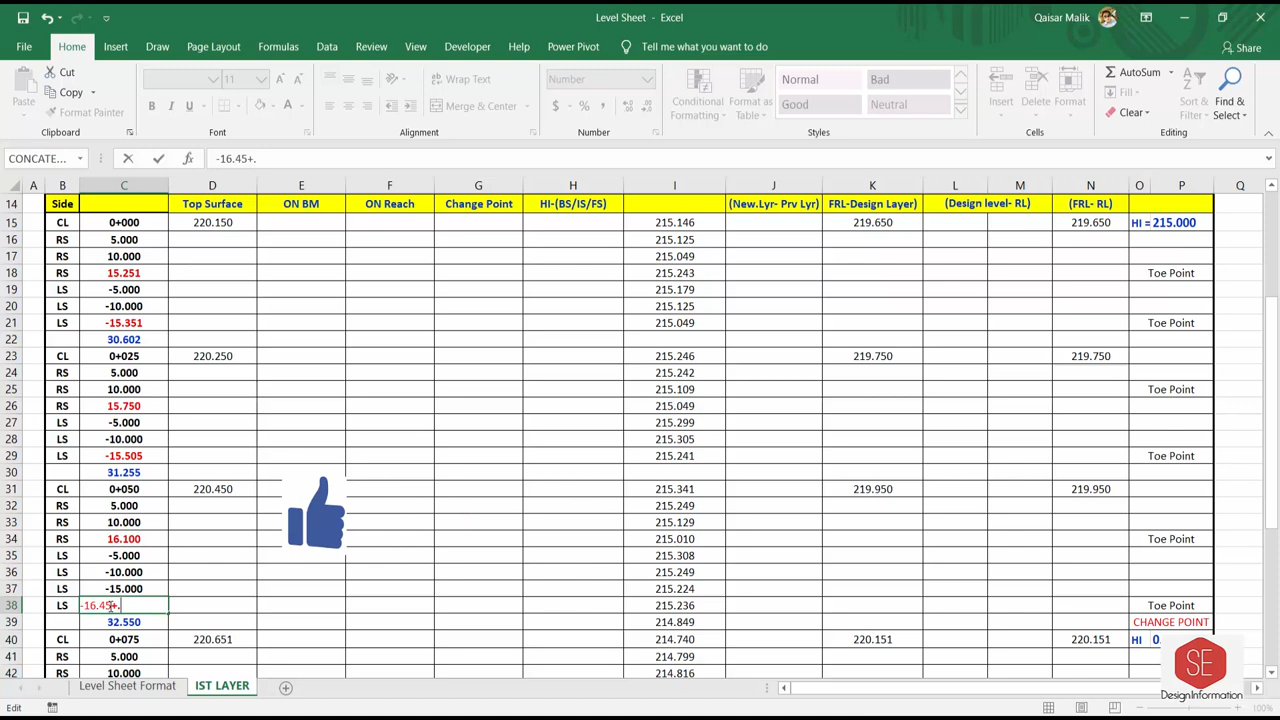 Level Sheet - Excel
Qaisar Malik
File Home Insert Draw Page Layout Formulas Data Review View Developer Help Power Pivot Tell me what you want to do Share
Paste
Cut
Copy
Format Painter
11
Wrap Text
Merge & Center
Number
Conditional Formatting
Format as Table
Normal Bad
Good Neutral
Insert Delete Format
AutoSum
Fill
Clear
Sort & Filter
Find & Select
Clipboard Font Alignment Number Styles Cells Editing
CONCATE... -16.45+.
A B C D E F G H I J K L M N O P Q
14 Side Top Surface ON BM ON Reach Change Point HI-(BS/IS/FS) (New.Lyr- Prv Lyr) FRL-Design Layer) (Design level- RL) (FRL- RL)
15 CL 0+000 220.150 215.146 219.650 219.650 HI = 215.000
16 RS 5.000 215.125
17 RS 10.000 215.049
18 RS 15.251 215.243 Toe Point
19 LS -5.000 215.179
20 LS -10.000 215.125
21 LS -15.351 215.049 Toe Point
22 30.602
23 CL 0+025 220.250 215.246 219.750 219.750
24 RS 5.000 215.242
25 RS 10.000 215.109 Toe Point
26 RS 15.750 215.049
27 LS -5.000 215.299
28 LS -10.000 215.305
29 LS -15.505 215.241 Toe Point
30 31.255
31 CL 0+050 220.450 215.341 219.950 219.950
32 RS 5.000 215.249
33 RS 10.000 215.129
34 RS 16.100 215.010 Toe Point
35 LS -5.000 215.308
36 LS -10.000 215.308
37 LS -15.000 215.224
38 LS -16.45+. 215.236 Toe Point
39 32.550 214.849 CHANGE POINT
40 CL 0+075 220.651 214.740 220.151 220.151 HI
41 RS 5.000 214.799
42 RS 10.000 214.816
SE
DesignInformation
Level Sheet Format IST LAYER
Edit 100%